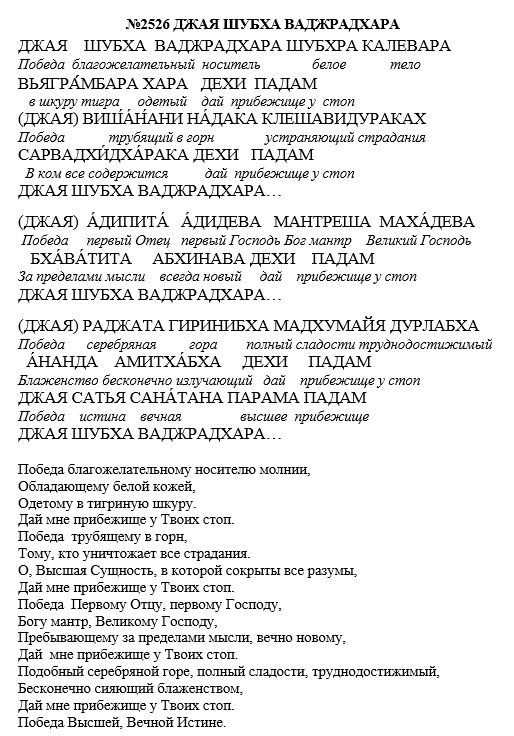 №2526 ДЖАЯ ШУБХА ВАДЖРАДХАРА
ДЖАЯ ШУБХА ВАДЖРАДХАРА ШУБХРА КАЛЕВАРА
Победа благожелательный носитель белое тело
ВЬЯГРА́МБАРА ХАРА ДЕХИ ПАДАМ
в шкуру тигра одетый дай прибежище у стоп
(ДЖАЯ) ВИША́Н́АНИ НА́ДАКА КЛЕШАВИДУРАКАХ
Победа трубящий в горн устраняющий страдания
САРВАДХИ́ДХА́РАКА ДЕХИ ПАДАМ
В ком все содержится дай прибежище у стоп
ДЖАЯ ШУБХА ВАДЖРАДХАРА…
(ДЖАЯ) А́ДИПИТА́ А́ДИДЕВА МАНТРЕША МАХА́ДЕВА
Победа первый Отец первый Господь Бог мантр Великий Господь
БХА́ВА́ТИТА АБХИНАВА ДЕХИ ПАДАМ
За пределами мысли всегда новый дай прибежище у стоп
ДЖАЯ ШУБХА ВАДЖРАДХАРА…
(ДЖАЯ) РАДЖАТА ГИРИНИБХА МАДХУМАЙЯ ДУРЛАБХА
Победа серебряная гора полный сладости труднодостижимый
А́НАНДА АМИТХА́БХА ДЕХИ ПАДАМ
Блаженство бесконечно излучающий дай прибежище у стоп
ДЖАЯ САТЬЯ САНА́ТАНА ПАРАМА ПАДАМ
Победа истина вечная высшее прибежище
ДЖАЯ ШУБХА ВАДЖРАДХАРА…
Победа благожелательному носителю молнии,
Обладающему белой кожей,
Одетому в тигриную шкуру.
Дай мне прибежище у Твоих стоп.
Победа трубящему в горн,
Тому, кто уничтожает все страдания.
О, Высшая Сущность, в которой сокрыты все разумы,
Дай мне прибежище у Твоих стоп.
Победа Первому Отцу, первому Господу,
Богу мантр, Великому Господу,
Пребывающему за пределами мысли, вечно новому,
Дай мне прибежище у Твоих стоп.
Подобный серебряной горе, полный сладости, труднодостижимый,
Бесконечно сияющий блаженством,
Дай мне прибежище у Твоих стоп.
Победа Высшей, Вечной Истине.